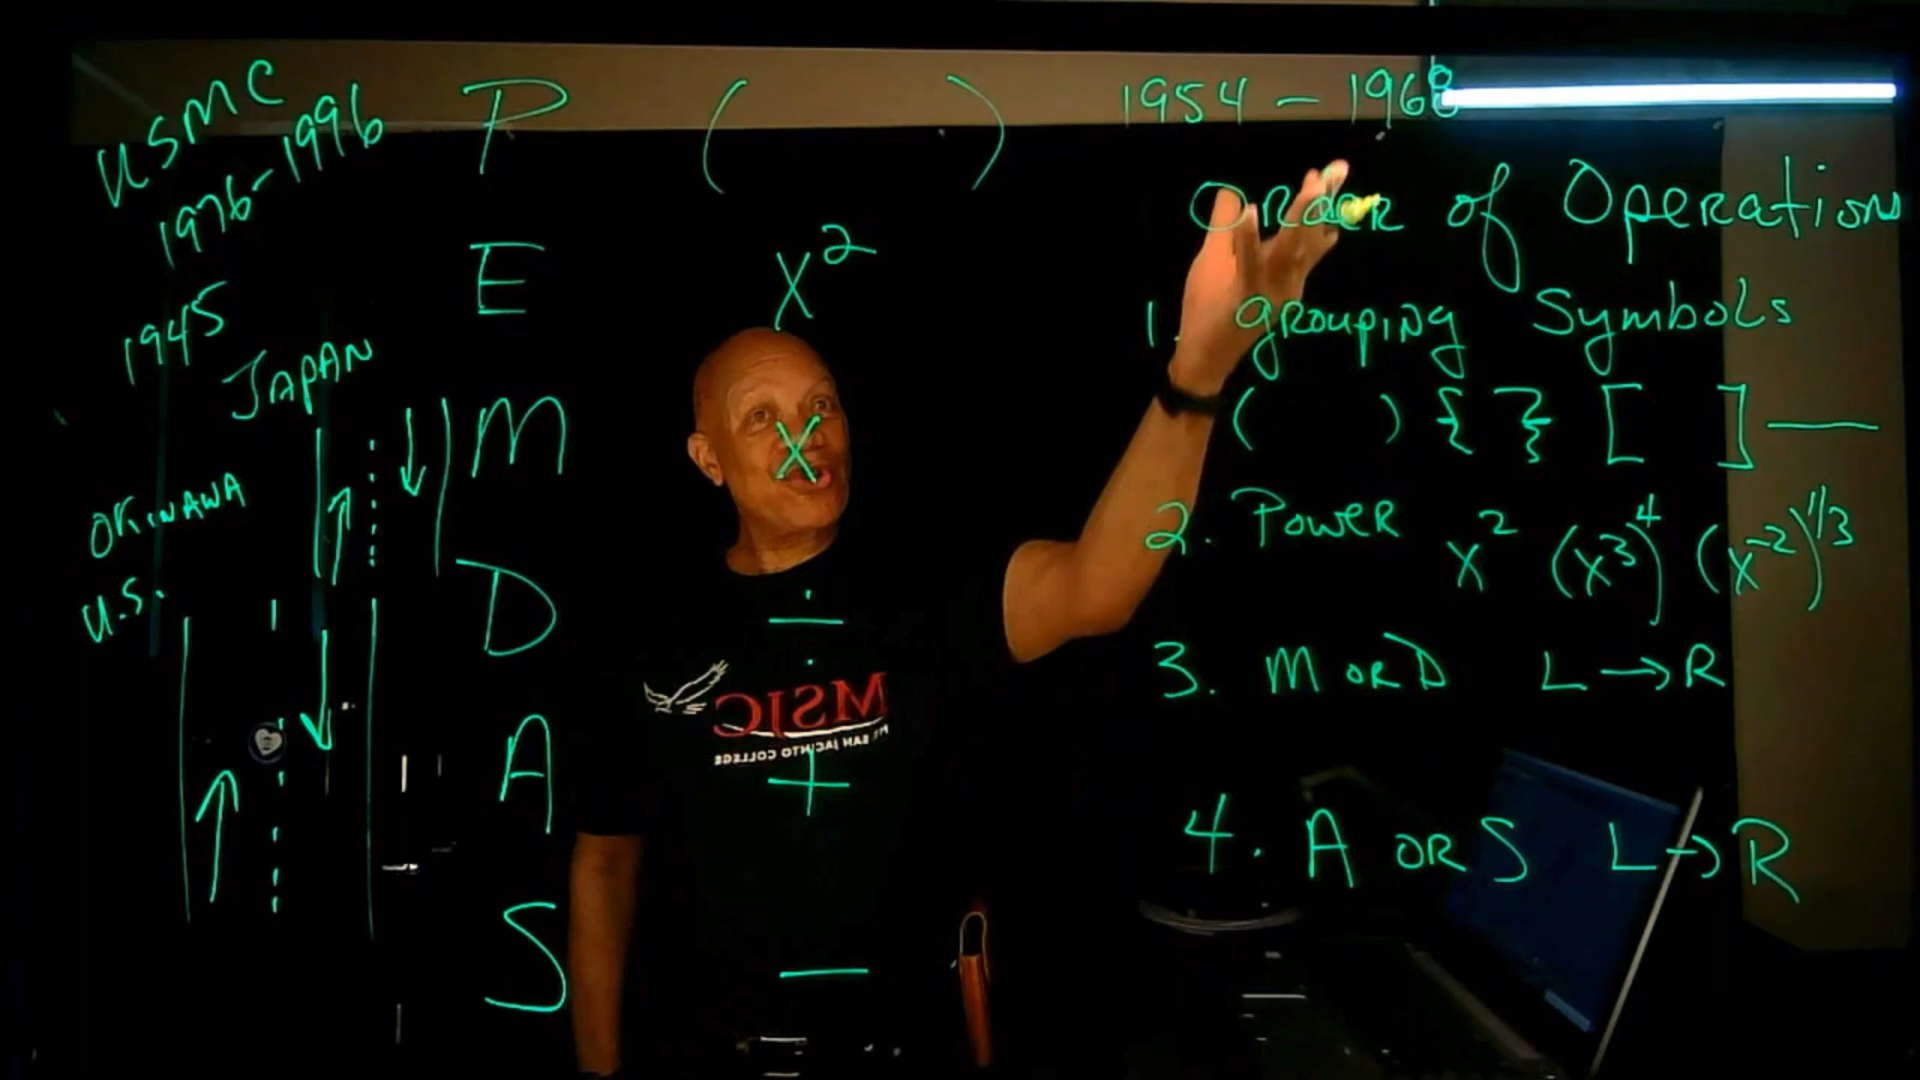 USMC
1976-1996
1945
JAPAN
OKINAWA
U.S.
P ( )
E x²
M X
D ÷
A +
S —
1954 - 1968
Order of Operations
1. grouping Symbols
( ) { } [ ] —
2. Power x² (x³)⁴ (x⁻²)^1/3
3. M or D L → R
4. A or S L → R
MSJC
MT. SAN JACINTO COLLEGE